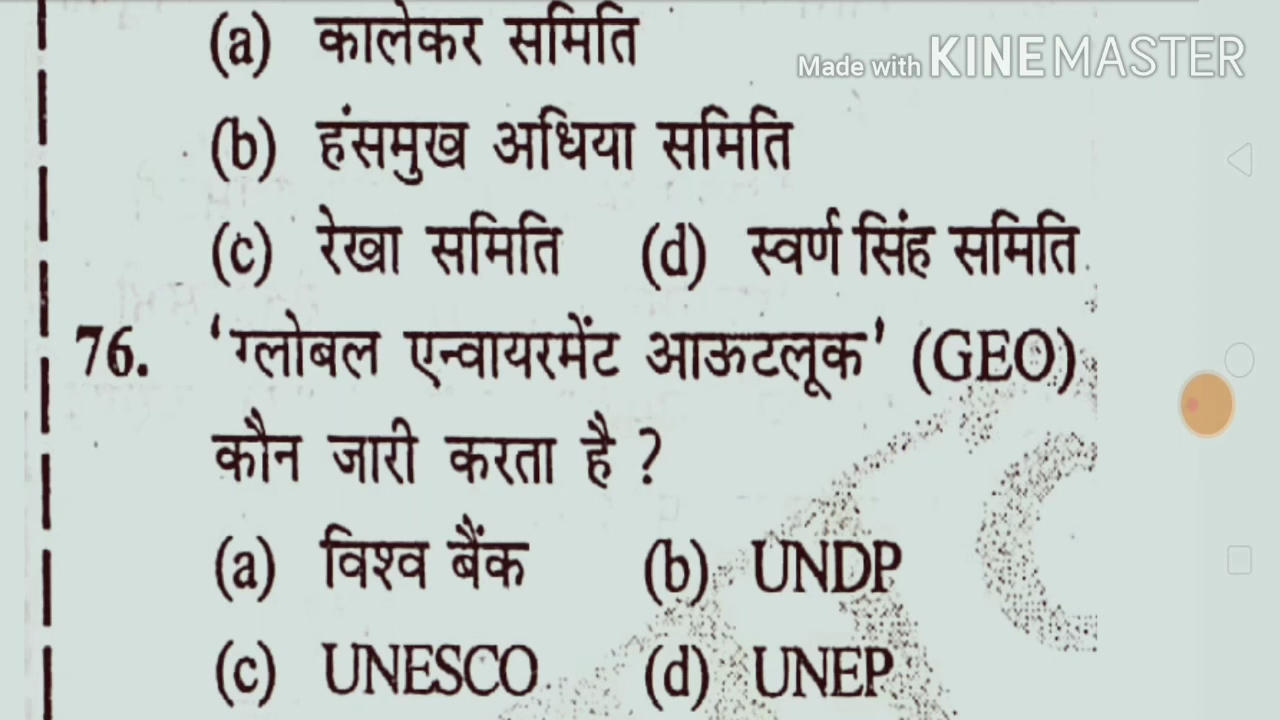 (a) कालेकर समिति
Made with KINEMASTER
(b) हंसमुख अधिया समिति
(c) रेखा समिति (d) स्वर्ण सिंह समिति
76. 'ग्लोबल एन्वायरमेंट आऊटलूक' (GEO)
कौन जारी करता है ?
(a) विश्व बैंक (b) UNDP
(c) UNESCO (d) UNEP